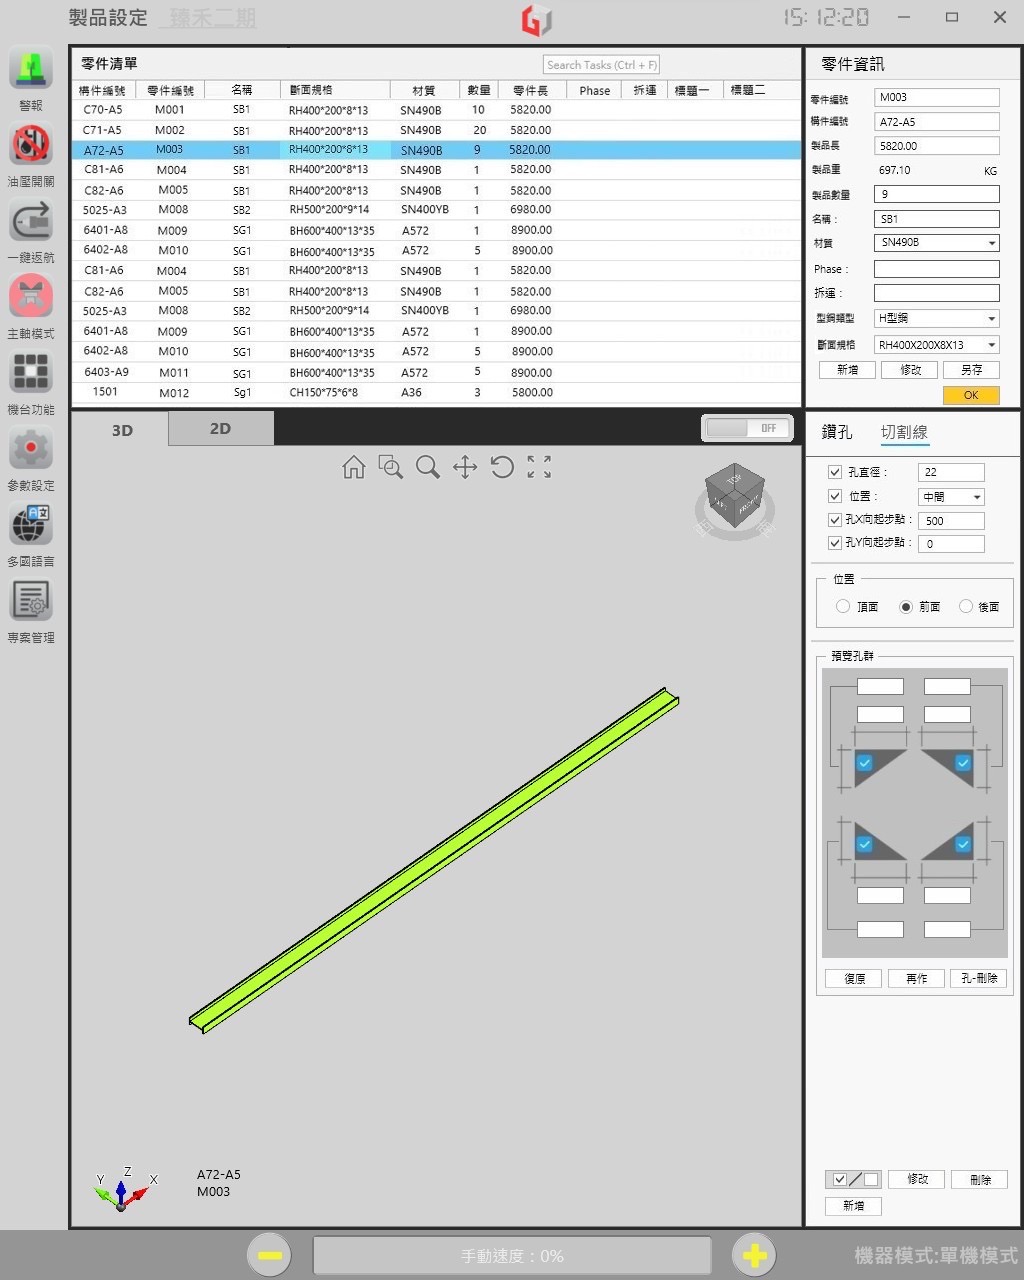 製品設定 臻禾二期 15:12:20
零件清單
Search Tasks (Ctrl + F)
構件編號 零件編號 名稱 斷面規格 材質 數量 零件長 Phase 拆運 標題一 標題二
C70-A5 M001 SB1 RH400*200*8*13 SN490B 10 5820.00
C71-A5 M002 SB1 RH400*200*8*13 SN490B 20 5820.00
A72-A5 M003 SB1 RH400*200*8*13 SN490B 9 5820.00
C81-A6 M004 SB1 RH400*200*8*13 SN490B 1 5820.00
C82-A6 M005 SB1 RH400*200*8*13 SN490B 1 5820.00
5025-A3 M008 SB2 RH500*200*9*14 SN400YB 1 6980.00
6401-A8 M009 SG1 BH600*400*13*35 A572 1 8900.00
6402-A8 M010 SG1 BH600*400*13*35 A572 5 8900.00
C81-A6 M004 SB1 RH400*200*8*13 SN490B 1 5820.00
C82-A6 M005 SB1 RH400*200*8*13 SN490B 1 5820.00
5025-A3 M008 SB2 RH500*200*9*14 SN400YB 1 6980.00
6401-A8 M009 SG1 BH600*400*13*35 A572 1 8900.00
6402-A8 M010 SG1 BH600*400*13*35 A572 5 8900.00
6403-A9 M011 SG1 BH600*400*13*35 A572 5 8900.00
1501 M012 Sg1 CH150*75*6*8 A36 3 5800.00
零件資訊
零件編號 M003
構件編號 A72-A5
製品長 5820.00
製品重 697.10 KG
製品數量 9
名稱： SB1
材質 SN490B
Phase：
拆運：
型鋼類型 H型鋼
斷面規格 RH400X200X8X13
新增 修改 另存
OK
警報
油壓開關
一鍵返航
主軸模式
機台功能
參數設定
多國語言
專案管理
3D 2D OFF
TOP
LEFT FRONT
鑽孔 切割線
孔直徑： 22
位置： 中間
孔X向起步點： 500
孔Y向起步點： 0
位置
頂面 前面 後面
預覽孔群
復原 再作 孔-刪除
Y Z X
A72-A5
M003
修改 刪除
新增
手動速度：0%
機器模式:單機模式